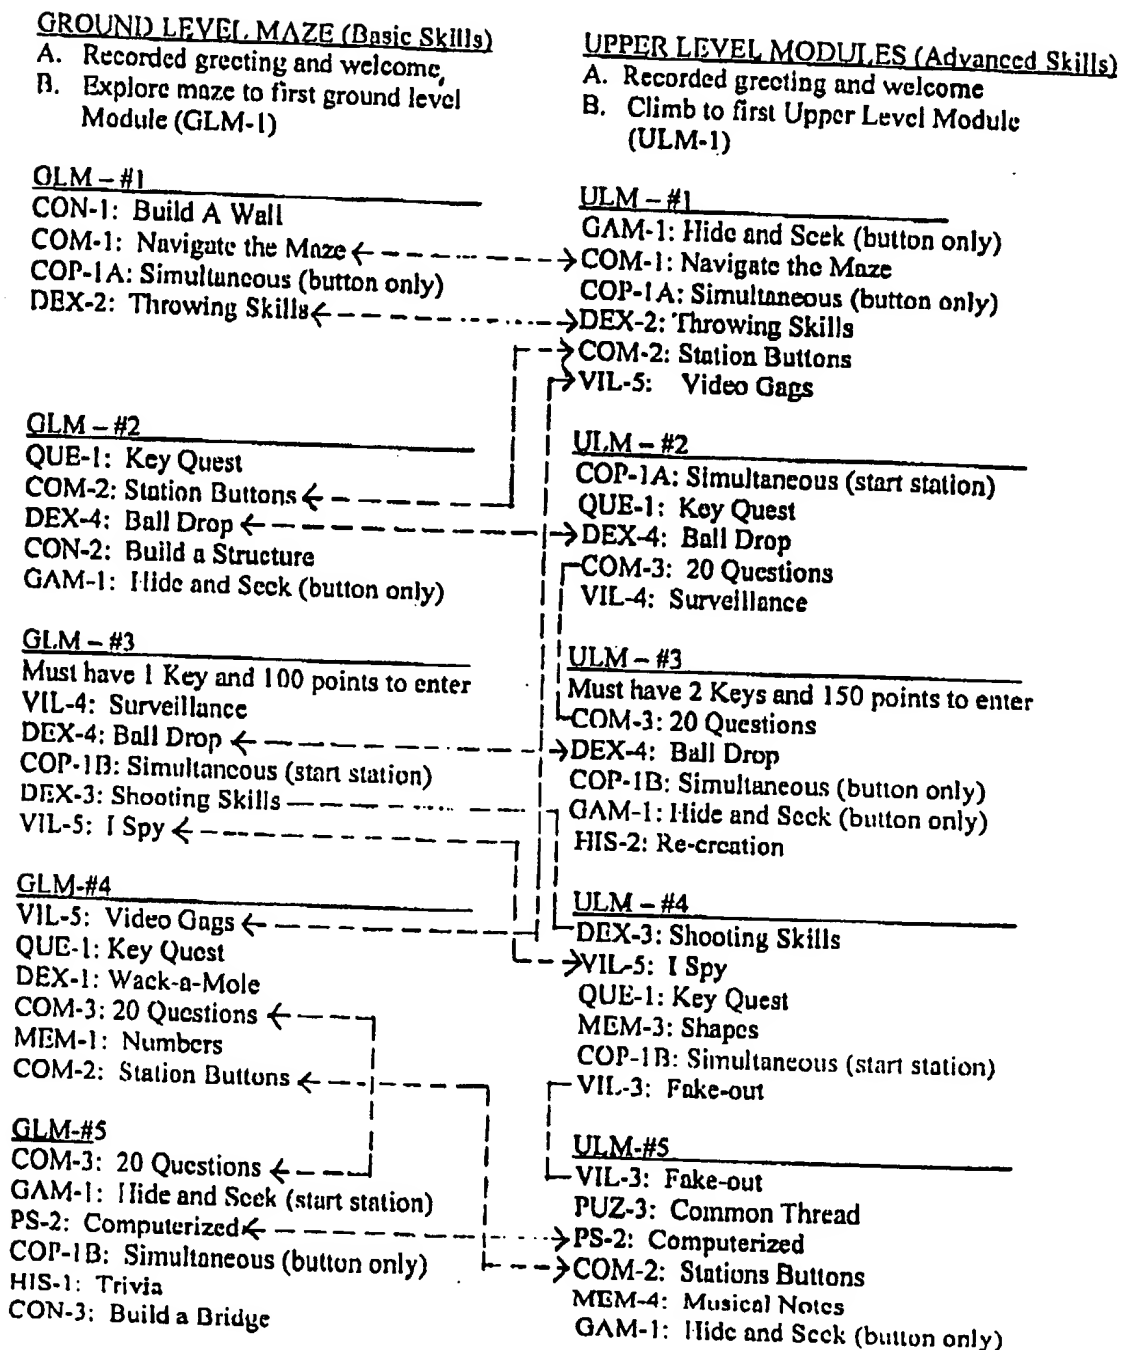 GROUND LEVEL MAZE (Basic Skills)
A. Recorded greeting and welcome,
B. Explore maze to first ground level
Module (GLM-1)
GLM – #1
CON-1: Build A Wall
COM-1: Navigate the Maze
COP-1A: Simultaneous (button only)
DEX-2: Throwing Skills
GLM – #2
QUE-1: Key Quest
COM-2: Station Buttons
DEX-4: Ball Drop
CON-2: Build a Structure
GAM-1: Hide and Seek (button only)
GLM – #3
Must have 1 Key and 100 points to enter
VIL-4: Surveillance
DEX-4: Ball Drop
COP-1B: Simultaneous (start station)
DEX-3: Shooting Skills
VIL-5: I Spy
GLM-#4
VIL-5: Video Gags
QUE-1: Key Quest
DEX-1: Wack-a-Mole
COM-3: 20 Questions
MEM-1: Numbers
COM-2: Station Buttons
GLM-#5
COM-3: 20 Questions
GAM-1: Hide and Seek (start station)
PS-2: Computerized
COP-1B: Simultaneous (button only)
HIS-1: Trivia
CON-3: Build a Bridge
UPPER LEVEL MODULES (Advanced Skills)
A. Recorded greeting and welcome
B. Climb to first Upper Level Module
(ULM-1)
ULM – #1
GAM-1: Hide and Seek (button only)
COM-1: Navigate the Maze
COP-1A: Simultaneous (button only)
DEX-2: Throwing Skills
COM-2: Station Buttons
VIL-5: Video Gags
ULM – #2
COP-1A: Simultaneous (start station)
QUE-1: Key Quest
DEX-4: Ball Drop
COM-3: 20 Questions
VIL-4: Surveillance
ULM – #3
Must have 2 Keys and 150 points to enter
COM-3: 20 Questions
DEX-4: Ball Drop
COP-1B: Simultaneous (button only)
GAM-1: Hide and Seek (button only)
HIS-2: Re-creation
ULM – #4
DEX-3: Shooting Skills
VIL-5: I Spy
QUE-1: Key Quest
MEM-3: Shapes
COP-1B: Simultaneous (start station)
VIL-3: Fake-out
ULM-#5
VIL-3: Fake-out
PUZ-3: Common Thread
PS-2: Computerized
COM-2: Stations Buttons
MEM-4: Musical Notes
GAM-1: Hide and Seek (button only)